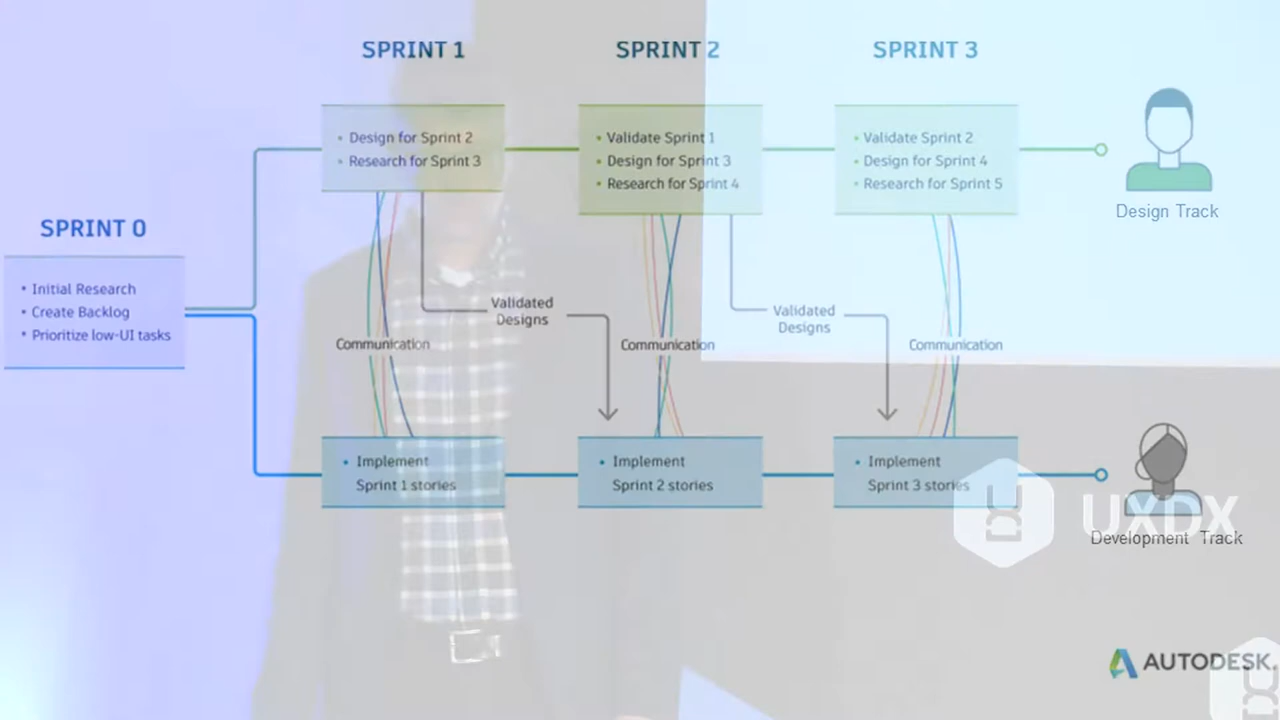 SPRINT 1
SPRINT 2
SPRINT 3
• Design for Sprint 2
• Research for Sprint 3
• Validate Sprint 1
• Design for Sprint 3
• Research for Sprint 4
• Validate Sprint 2
• Design for Sprint 4
• Research for Sprint 5
Design Track
SPRINT 0
• Initial Research
• Create Backlog
• Prioritize low-UI tasks
Validated
Designs
Validated
Designs
Communication
Communication
Communication
• Implement
Sprint 1 stories
• Implement
Sprint 2 stories
• Implement
Sprint 3 stories
UXDX
Development Track
AUTODESK.